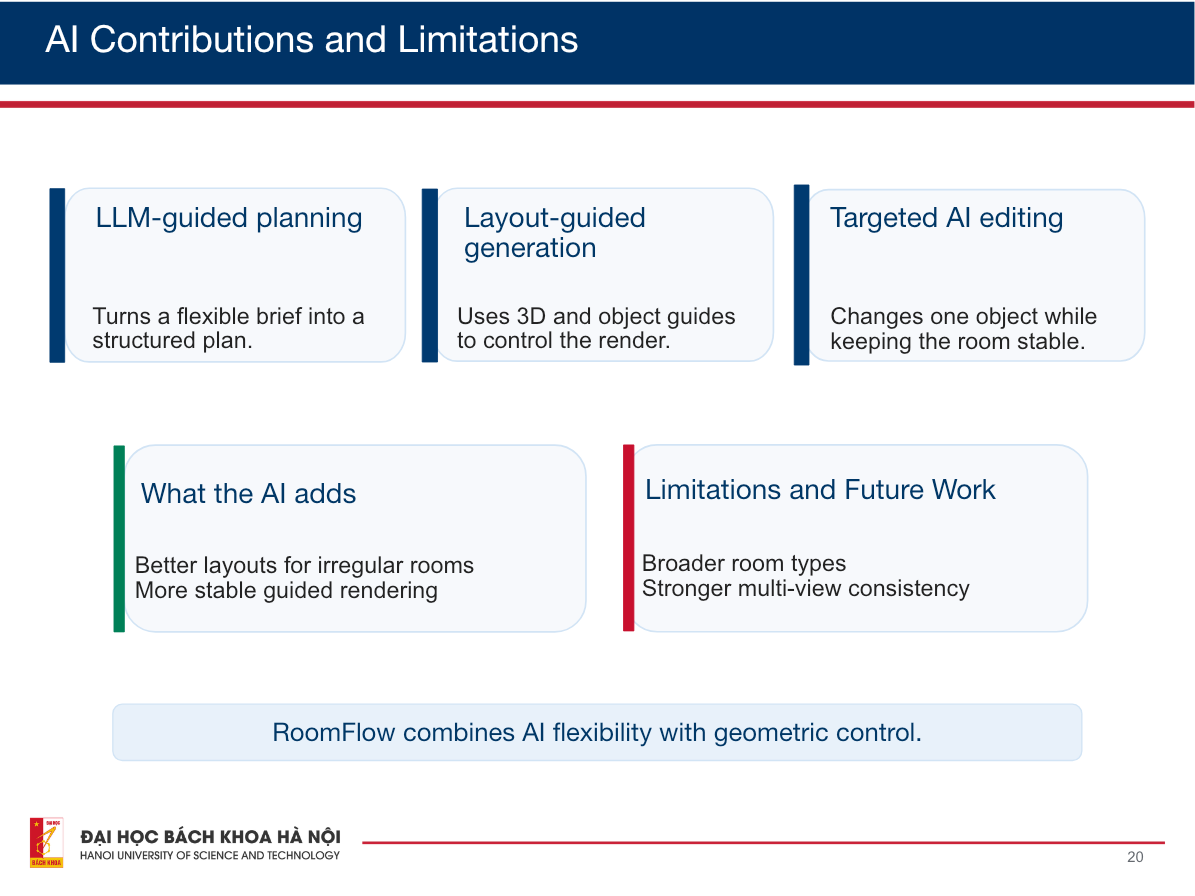 AI Contributions and Limitations
LLM-guided planning
Turns a flexible brief into a
structured plan.
Layout-guided
generation
Uses 3D and object guides
to control the render.
Targeted AI editing
Changes one object while
keeping the room stable.
What the AI adds
Better layouts for irregular rooms
More stable guided rendering
Limitations and Future Work
Broader room types
Stronger multi-view consistency
RoomFlow combines AI flexibility with geometric control.
ĐẠI HỌC
BÁCH KHOA
ĐẠI HỌC BÁCH KHOA HÀ NỘI
HANOI UNIVERSITY OF SCIENCE AND TECHNOLOGY
20